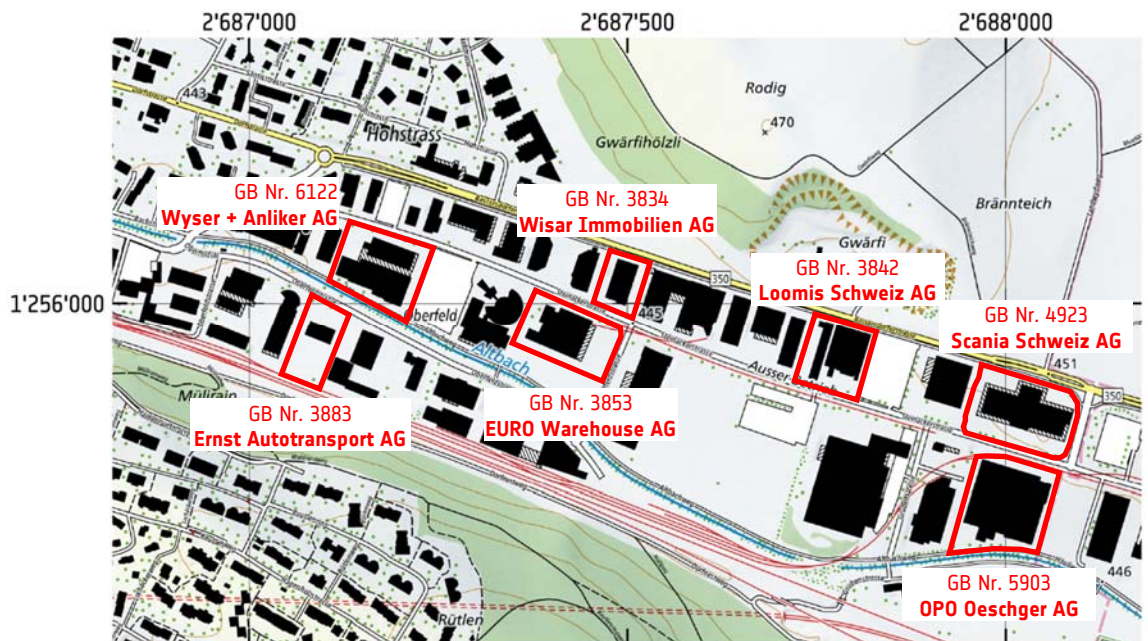 2'687'000
2'687'500
2'688'000
443
Hohstrass
Rodig
470
Gwärfihölzli
Brännteich
Gwärfi
GB Nr. 6122
Wyser + Anliker AG
GB Nr. 3834
Wisar Immobilien AG
350
GB Nr. 3842
Loomis Schweiz AG
1'256'000
Oberfeld
445
GB Nr. 4923
Scania Schweiz AG
Altbach
451
350
Mülirain
GB Nr. 3883
Ernst Autotransport AG
GB Nr. 3853
EURO Warehouse AG
446
GB Nr. 5903
OPO Oeschger AG
Rütlen